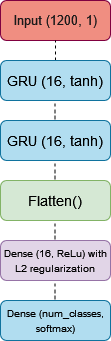 Input (1200, 1)
GRU (16, tanh)
GRU (16, tanh)
Flatten()
Dense (16, ReLu) with
L2 regularization
Dense (num_classes,
softmax)